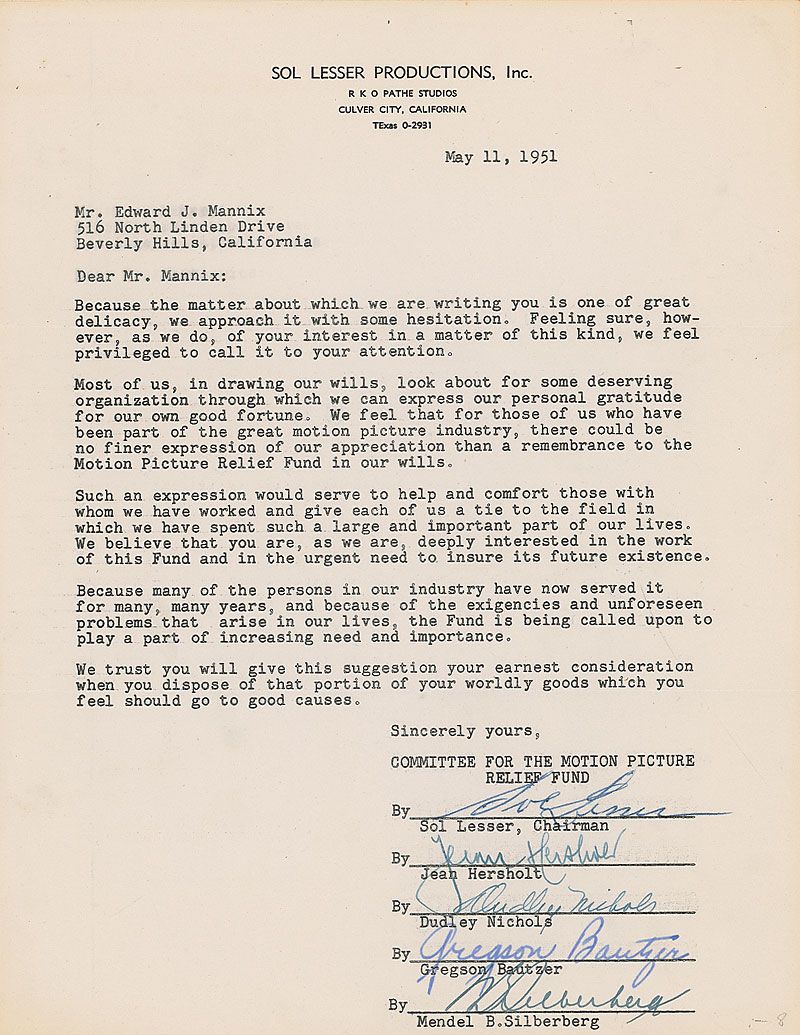 SOL LESSER PRODUCTIONS, Inc.
R K O PATHE STUDIOS
CULVER CITY, CALIFORNIA
TExas 0-2931
May 11, 1951
Mr. Edward J. Mannix
516 North Linden Drive
Beverly Hills, California
Dear Mr. Mannix:
Because the matter about which we are writing you is one of great
delicacy, we approach it with some hesitation. Feeling sure, how-
ever, as we do, of your interest in a matter of this kind, we feel
privileged to call it to your attention.
Most of us, in drawing our wills, look about for some deserving
organization through which we can express our personal gratitude
for our own good fortune. We feel that for those of us who have
been part of the great motion picture industry, there could be
no finer expression of our appreciation than a remembrance to the
Motion Picture Relief Fund in our wills.
Such an expression would serve to help and comfort those with
whom we have worked and give each of us a tie to the field in
which we have spent such a large and important part of our lives.
We believe that you are, as we are, deeply interested in the work
of this Fund and in the urgent need to insure its future existence.
Because many of the persons in our industry have now served it
for many, many years, and because of the exigencies and unforeseen
problems that arise in our lives, the Fund is being called upon to
play a part of increasing need and importance.
We trust you will give this suggestion your earnest consideration
when you dispose of that portion of your worldly goods which you
feel should go to good causes.
Sincerely yours,
COMMITTEE FOR THE MOTION PICTURE
RELIEF FUND
By Sol Lesser
Sol Lesser, Chairman
By Jean Hersholt
Jean Hersholt
By Dudley Nichols
Dudley Nichols
By Gregson Bautzer
Gregson Bautzer
By M B Silberberg
Mendel B.Silberberg
8